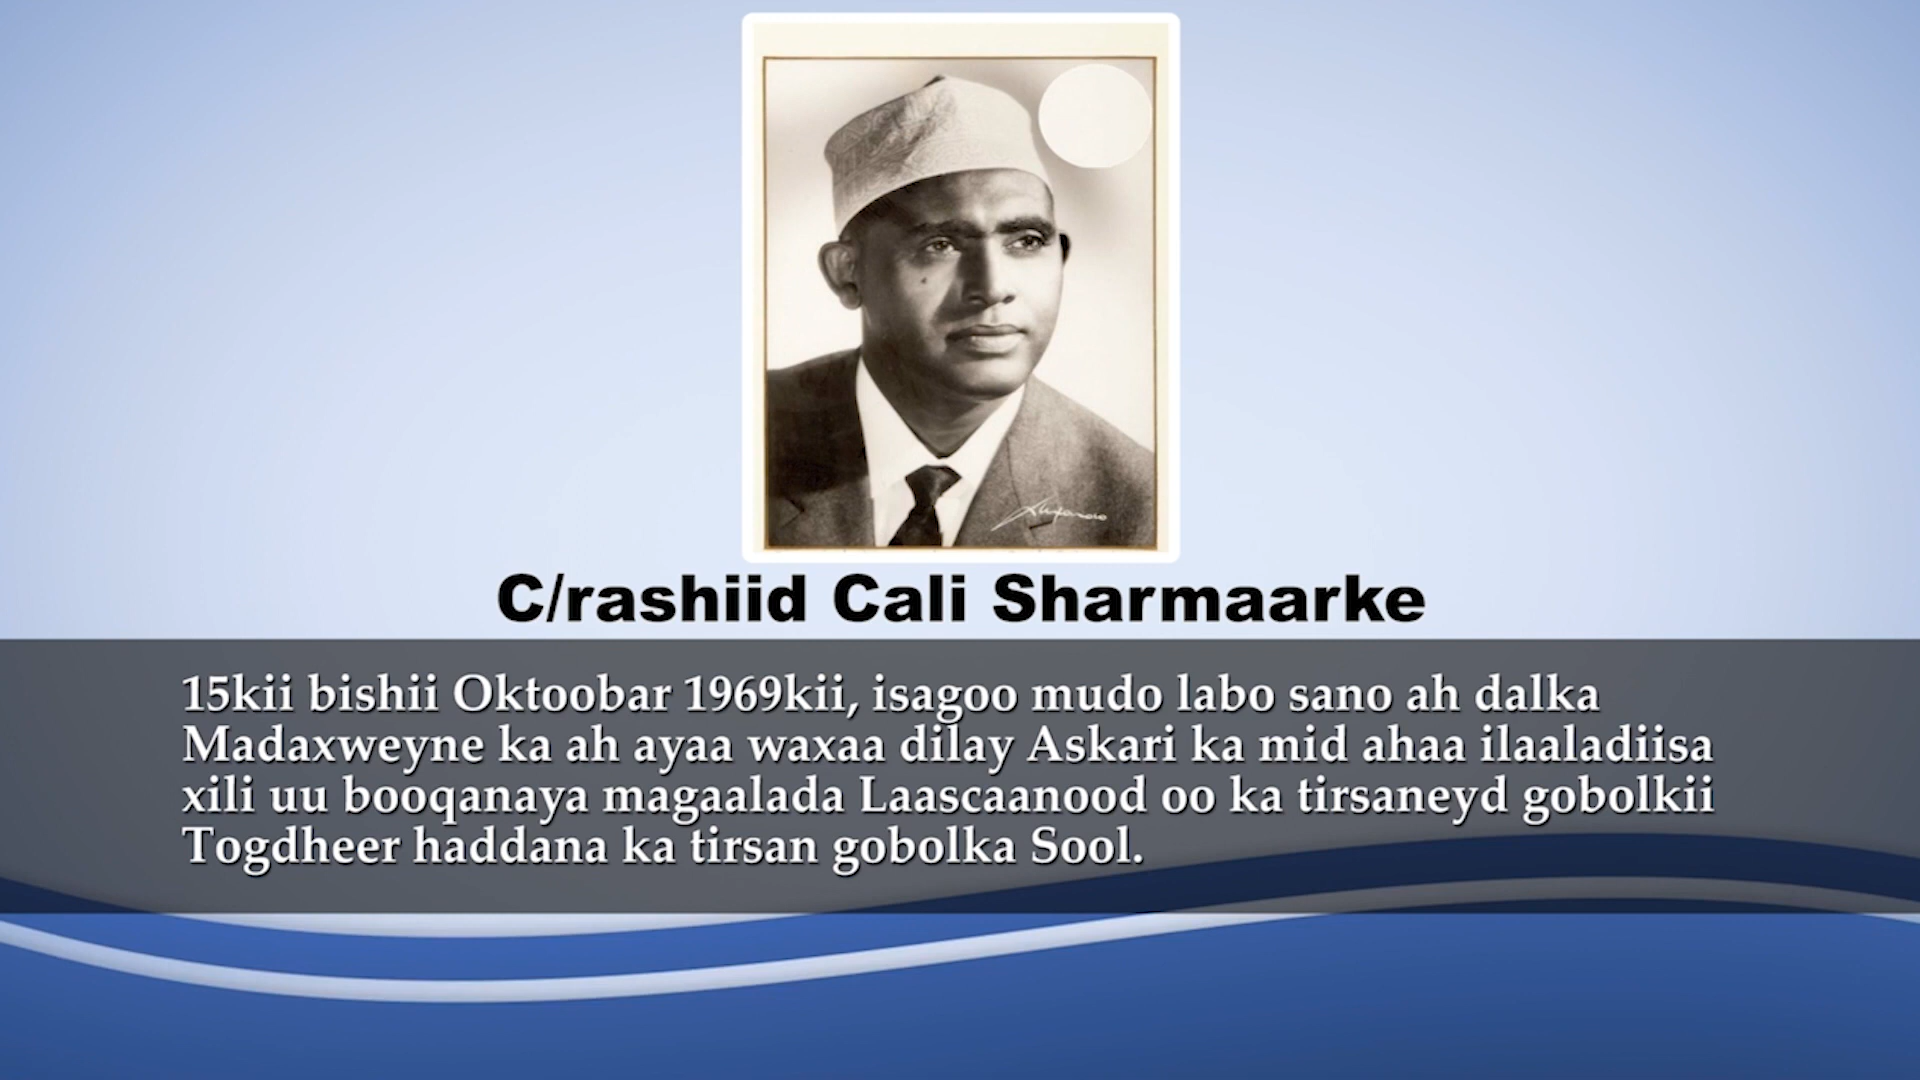 C/rashiid Cali Sharmaarke
15kii bishii Oktoobar 1969kii, isagoo mudo labo sano ah dalka
Madaxweyne ka ah ayaa waxaa dilay Askari ka mid ahaa ilaaladiisa
xili uu booqanaya magaalada Laascaanood oo ka tirsaneyd gobolkii
Togdheer haddana ka tirsan gobolka Sool.